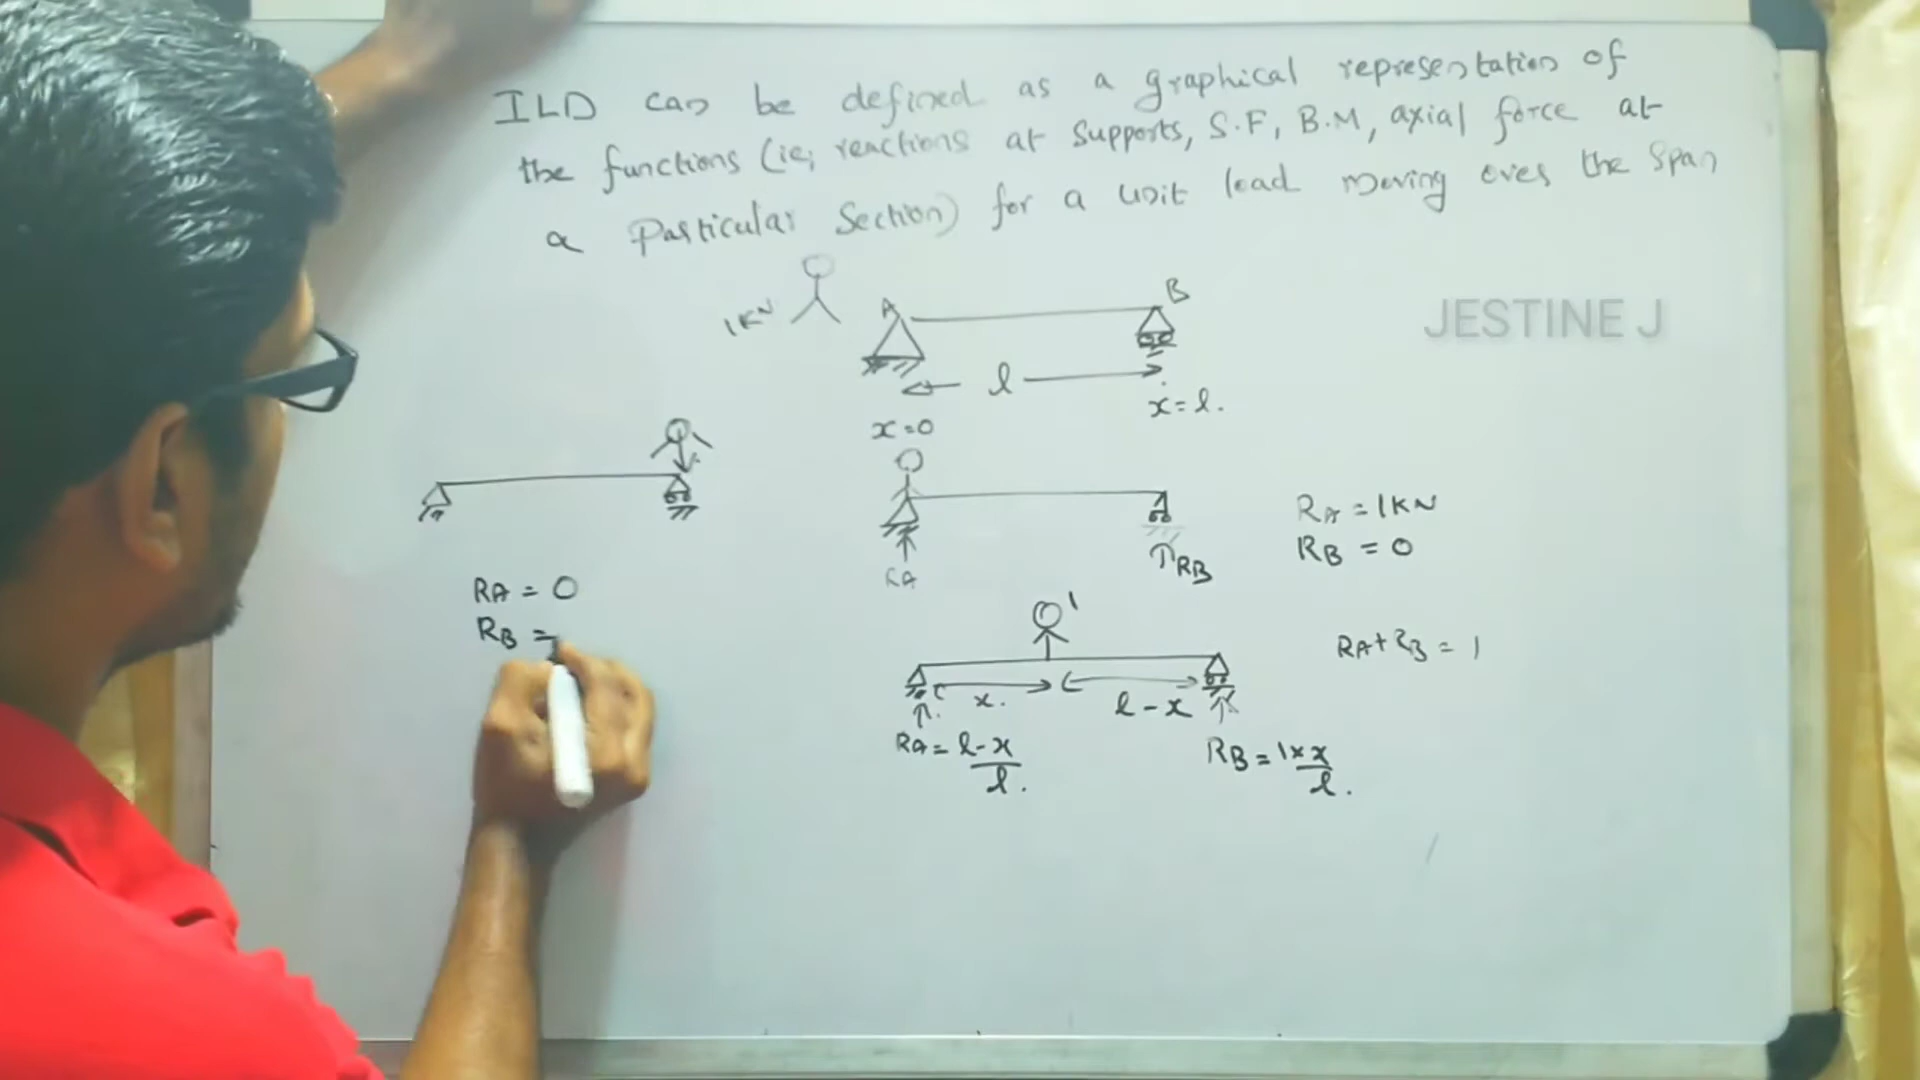 ILD can be defined as a graphical representation of
the functions (ie; reactions at supports, S.F, B.M, axial force at
a Particular Section) for a unit load moving over the span
1KN
A
B
JESTINE J
l
x=l.
x=0
RA = 1KN
RB = 0
RA
RB
RA = 0
RB =
1
RA+RB = 1
x.
l-x
RA = l-x
l.
RB = 1×x
l.